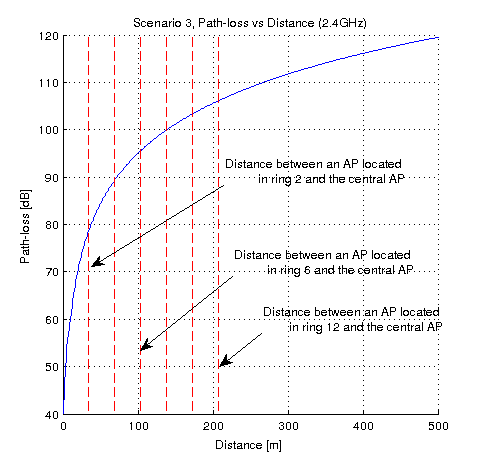 Scenario 3, Path-loss vs Distance (2.4GHz)
120
110
100
90
80
70
60
50
40
Path-loss [dB]
Distance between an AP located
in ring 2 and the central AP
Distance between an AP located
in ring 6 and the central AP
Distance between an AP located
in ring 12 and the central AP
0 100 200 300 400 500
Distance [m]